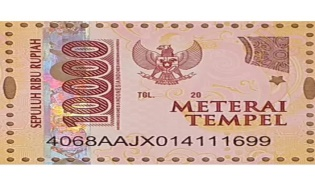 SEPULUH RIBU RUPIAH
10000
TGL. 20
METERAI
TEMPEL
4068AAJX014111699